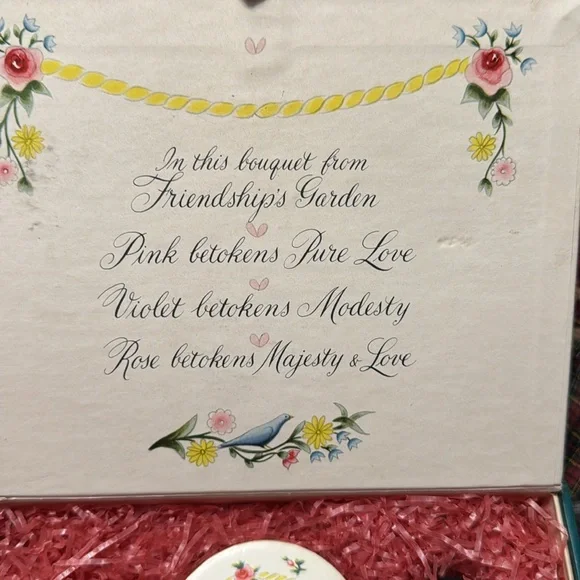 In this bouquet from
Friendship's Garden
Pink betokens Pure Love
Violet betokens Modesty
Rose betokens Majesty & Love